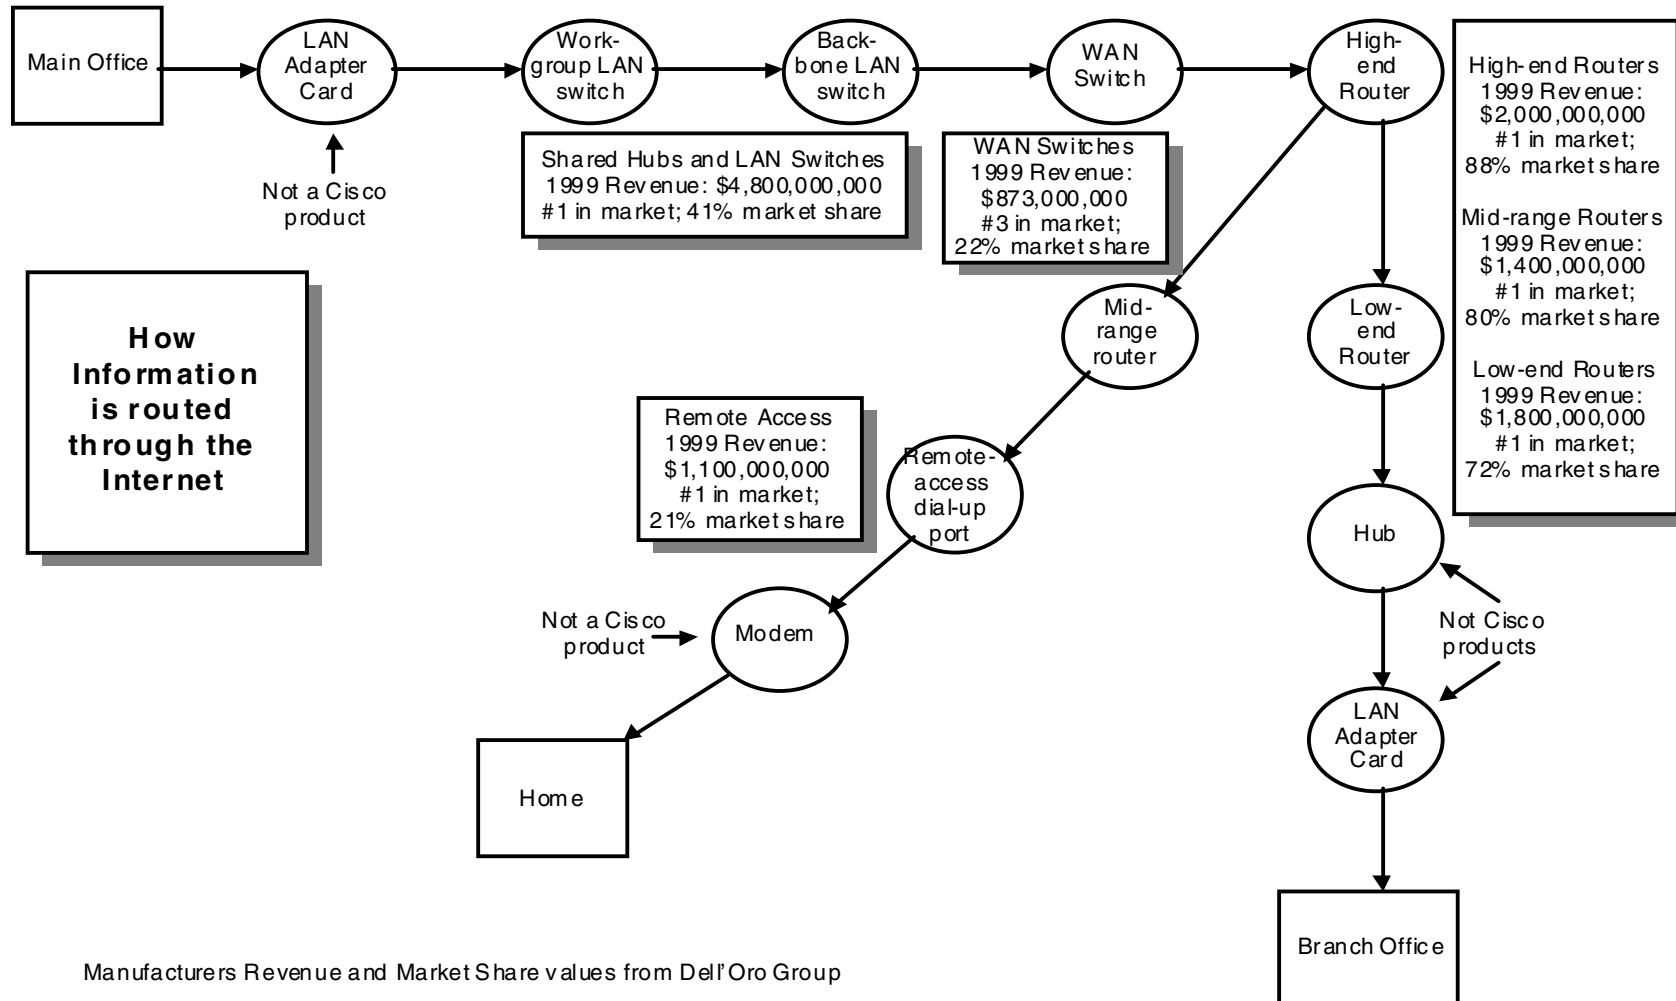 Main Office
LAN
Adapter
Card
Work-
group LAN
switch
Back-
bone LAN
switch
WAN
Switch
High-
end
Router
High-end Routers
1999 Revenue:
$2,000,000,000
#1 in market;
88% market share
Mid-range Routers
1999 Revenue:
$1,400,000,000
#1 in market;
80% market share
Low-end Routers
1999 Revenue:
$1,800,000,000
#1 in market;
72% market share
Not a Cisco
product
Shared Hubs and LAN Switches
1999 Revenue: $4,800,000,000
#1 in market; 41% market share
WAN Switches
1999 Revenue:
$873,000,000
#3 in market;
22% market share
How
Information
is routed
through the
Internet
Mid-
range
router
Low-
end
Router
Remote Access
1999 Revenue:
$1,100,000,000
#1 in market;
21% market share
Remote-
access
dial-up
port
Hub
Not a Cisco
product
Modem
Not Cisco
products
LAN
Adapter
Card
Home
Branch Office
Manufacturers Revenue and Market Share values from Dell'Oro Group